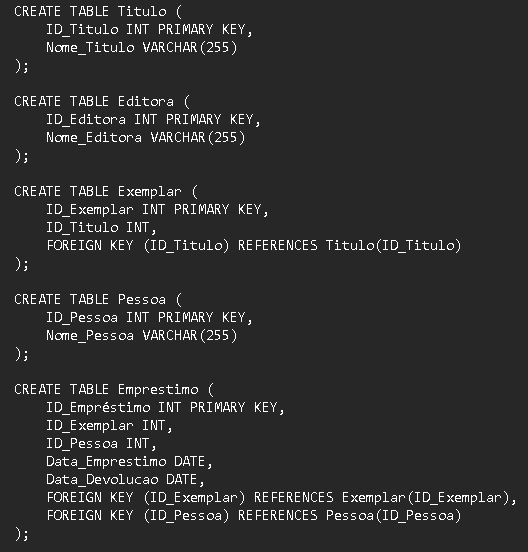 CREATE TABLE Titulo (
    ID_Titulo INT PRIMARY KEY,
    Nome_Titulo VARCHAR(255)
);

CREATE TABLE Editora (
    ID_Editora INT PRIMARY KEY,
    Nome_Editora VARCHAR(255)
);

CREATE TABLE Exemplar (
    ID_Exemplar INT PRIMARY KEY,
    ID_Titulo INT,
    FOREIGN KEY (ID_Titulo) REFERENCES Titulo(ID_Titulo)
);

CREATE TABLE Pessoa (
    ID_Pessoa INT PRIMARY KEY,
    Nome_Pessoa VARCHAR(255)
);

CREATE TABLE Emprestimo (
    ID_Empréstimo INT PRIMARY KEY,
    ID_Exemplar INT,
    ID_Pessoa INT,
    Data_Emprestimo DATE,
    Data_Devolucao DATE,
    FOREIGN KEY (ID_Exemplar) REFERENCES Exemplar(ID_Exemplar),
    FOREIGN KEY (ID_Pessoa) REFERENCES Pessoa(ID_Pessoa)
);